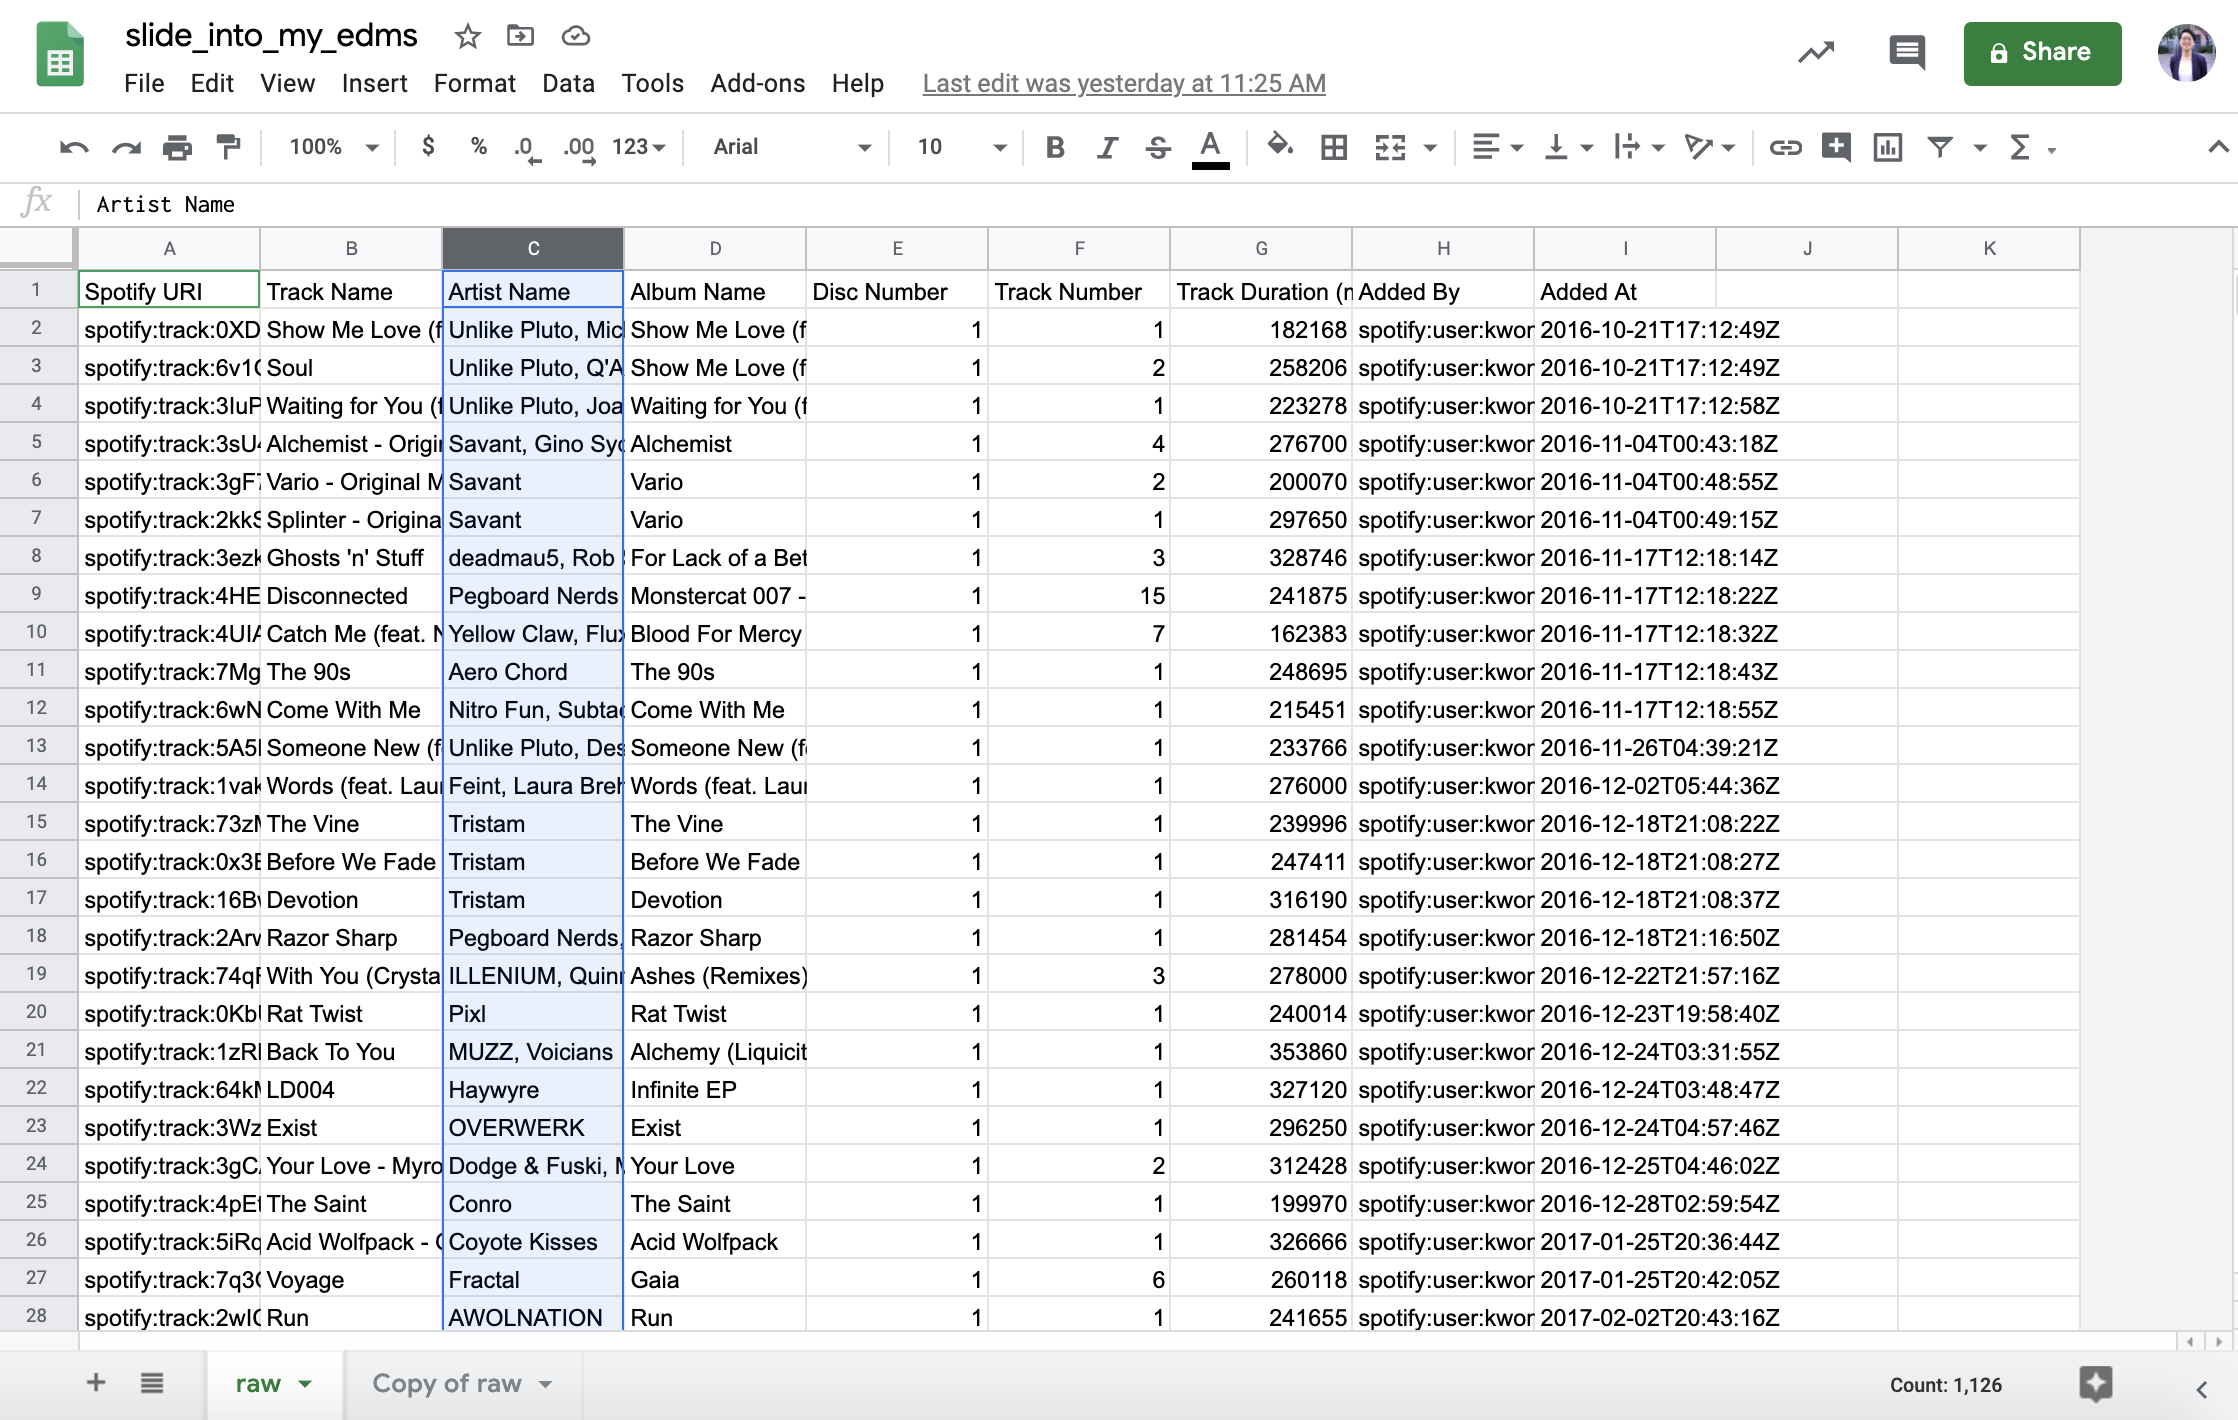 slide_into_my_edms
File Edit View Insert Format Data Tools Add-ons Help Last edit was yesterday at 11:25 AM
Share
100% $ % .0 .00 123 Arial 10 B I S A Σ
fx Artist Name
A B C D E F G H I J K
1 Spotify URI Track Name Artist Name Album Name Disc Number Track Number Track Duration (m Added By Added At
2 spotify:track:0XD Show Me Love (f Unlike Pluto, Mic Show Me Love (f 1 1 182168 spotify:user:kwor 2016-10-21T17:12:49Z
3 spotify:track:6v1 Soul Unlike Pluto, Q'A Show Me Love (f 1 2 258206 spotify:user:kwor 2016-10-21T17:12:49Z
4 spotify:track:3IuP Waiting for You (f Unlike Pluto, Joa Waiting for You (f 1 1 223278 spotify:user:kwor 2016-10-21T17:12:58Z
5 spotify:track:3sU Alchemist - Origi Savant, Gino Syd Alchemist 1 4 276700 spotify:user:kwor 2016-11-04T00:43:18Z
6 spotify:track:3gF Vario - Original M Savant Vario 1 2 200070 spotify:user:kwor 2016-11-04T00:48:55Z
7 spotify:track:2kkS Splinter - Origina Savant Vario 1 1 297650 spotify:user:kwor 2016-11-04T00:49:15Z
8 spotify:track:3ezk Ghosts 'n' Stuff deadmau5, Rob For Lack of a Bet 1 3 328746 spotify:user:kwor 2016-11-17T12:18:14Z
9 spotify:track:4HE Disconnected Pegboard Nerds Monstercat 007 - 1 15 241875 spotify:user:kwor 2016-11-17T12:18:22Z
10 spotify:track:4UIA Catch Me (feat. N Yellow Claw, Flux Blood For Mercy 1 7 162383 spotify:user:kwor 2016-11-17T12:18:32Z
11 spotify:track:7Mg The 90s Aero Chord The 90s 1 1 248695 spotify:user:kwor 2016-11-17T12:18:43Z
12 spotify:track:6wN Come With Me Nitro Fun, Subtac Come With Me 1 1 215451 spotify:user:kwor 2016-11-17T12:18:55Z
13 spotify:track:5A5 Someone New (f Unlike Pluto, Des Someone New (f 1 1 233766 spotify:user:kwor 2016-11-26T04:39:21Z
14 spotify:track:1vak Words (feat. Laur Feint, Laura Breh Words (feat. Laur 1 1 276000 spotify:user:kwor 2016-12-02T05:44:36Z
15 spotify:track:73z The Vine Tristam The Vine 1 1 239996 spotify:user:kwor 2016-12-18T21:08:22Z
16 spotify:track:0x3E Before We Fade Tristam Before We Fade 1 1 247411 spotify:user:kwor 2016-12-18T21:08:27Z
17 spotify:track:16B Devotion Tristam Devotion 1 1 316190 spotify:user:kwor 2016-12-18T21:08:37Z
18 spotify:track:2Arw Razor Sharp Pegboard Nerds, Razor Sharp 1 1 281454 spotify:user:kwor 2016-12-18T21:16:50Z
19 spotify:track:74q With You (Crysta ILLENIUM, Quinn Ashes (Remixes) 1 3 278000 spotify:user:kwor 2016-12-22T21:57:16Z
20 spotify:track:0Kb Rat Twist Pixl Rat Twist 1 1 240014 spotify:user:kwor 2016-12-23T19:58:40Z
21 spotify:track:1zR Back To You MUZZ, Voicians Alchemy (Liquicit 1 1 353860 spotify:user:kwor 2016-12-24T03:31:55Z
22 spotify:track:64k LD004 Haywyre Infinite EP 1 1 327120 spotify:user:kwor 2016-12-24T03:48:47Z
23 spotify:track:3Wz Exist OVERWERK Exist 1 1 296250 spotify:user:kwor 2016-12-24T04:57:46Z
24 spotify:track:3gC Your Love - Myro Dodge & Fuski, M Your Love 1 2 312428 spotify:user:kwor 2016-12-25T04:46:02Z
25 spotify:track:4pE The Saint Conro The Saint 1 1 199970 spotify:user:kwor 2016-12-28T02:59:54Z
26 spotify:track:5iRq Acid Wolfpack - Coyote Kisses Acid Wolfpack 1 1 326666 spotify:user:kwor 2017-01-25T20:36:44Z
27 spotify:track:7q3 Voyage Fractal Gaia 1 6 260118 spotify:user:kwor 2017-01-25T20:42:05Z
28 spotify:track:2wI Run AWOLNATION Run 1 1 241655 spotify:user:kwor 2017-02-02T20:43:16Z
raw Copy of raw Count: 1,126